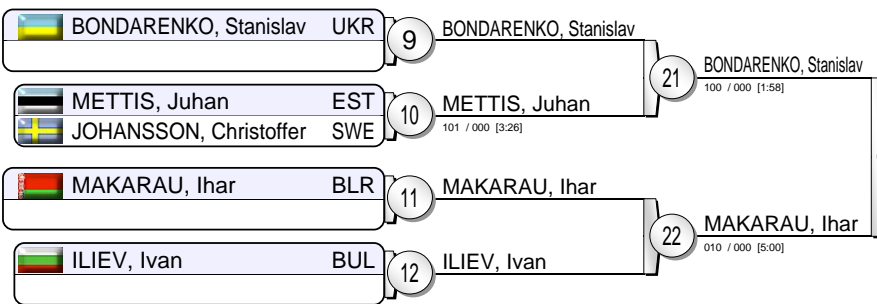 BONDARENKO, Stanislav UKR
9
BONDARENKO, Stanislav
21
BONDARENKO, Stanislav
100 / 000 [1:58]
METTIS, Juhan EST
JOHANSSON, Christoffer SWE
10
METTIS, Juhan
101 / 000 [3:26]
MAKARAU, Ihar BLR
11
MAKARAU, Ihar
22
MAKARAU, Ihar
010 / 000 [5:00]
ILIEV, Ivan BUL
12
ILIEV, Ivan